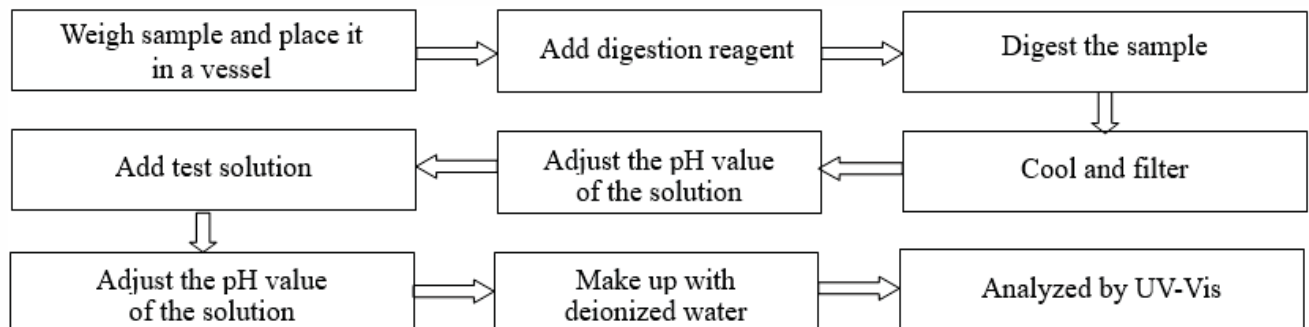 Weigh sample and place it
in a vessel
Add digestion reagent
Digest the sample
Cool and filter
Adjust the pH value
of the solution
Add test solution
Adjust the pH value
of the solution
Make up with
deionized water
Analyzed by UV-Vis